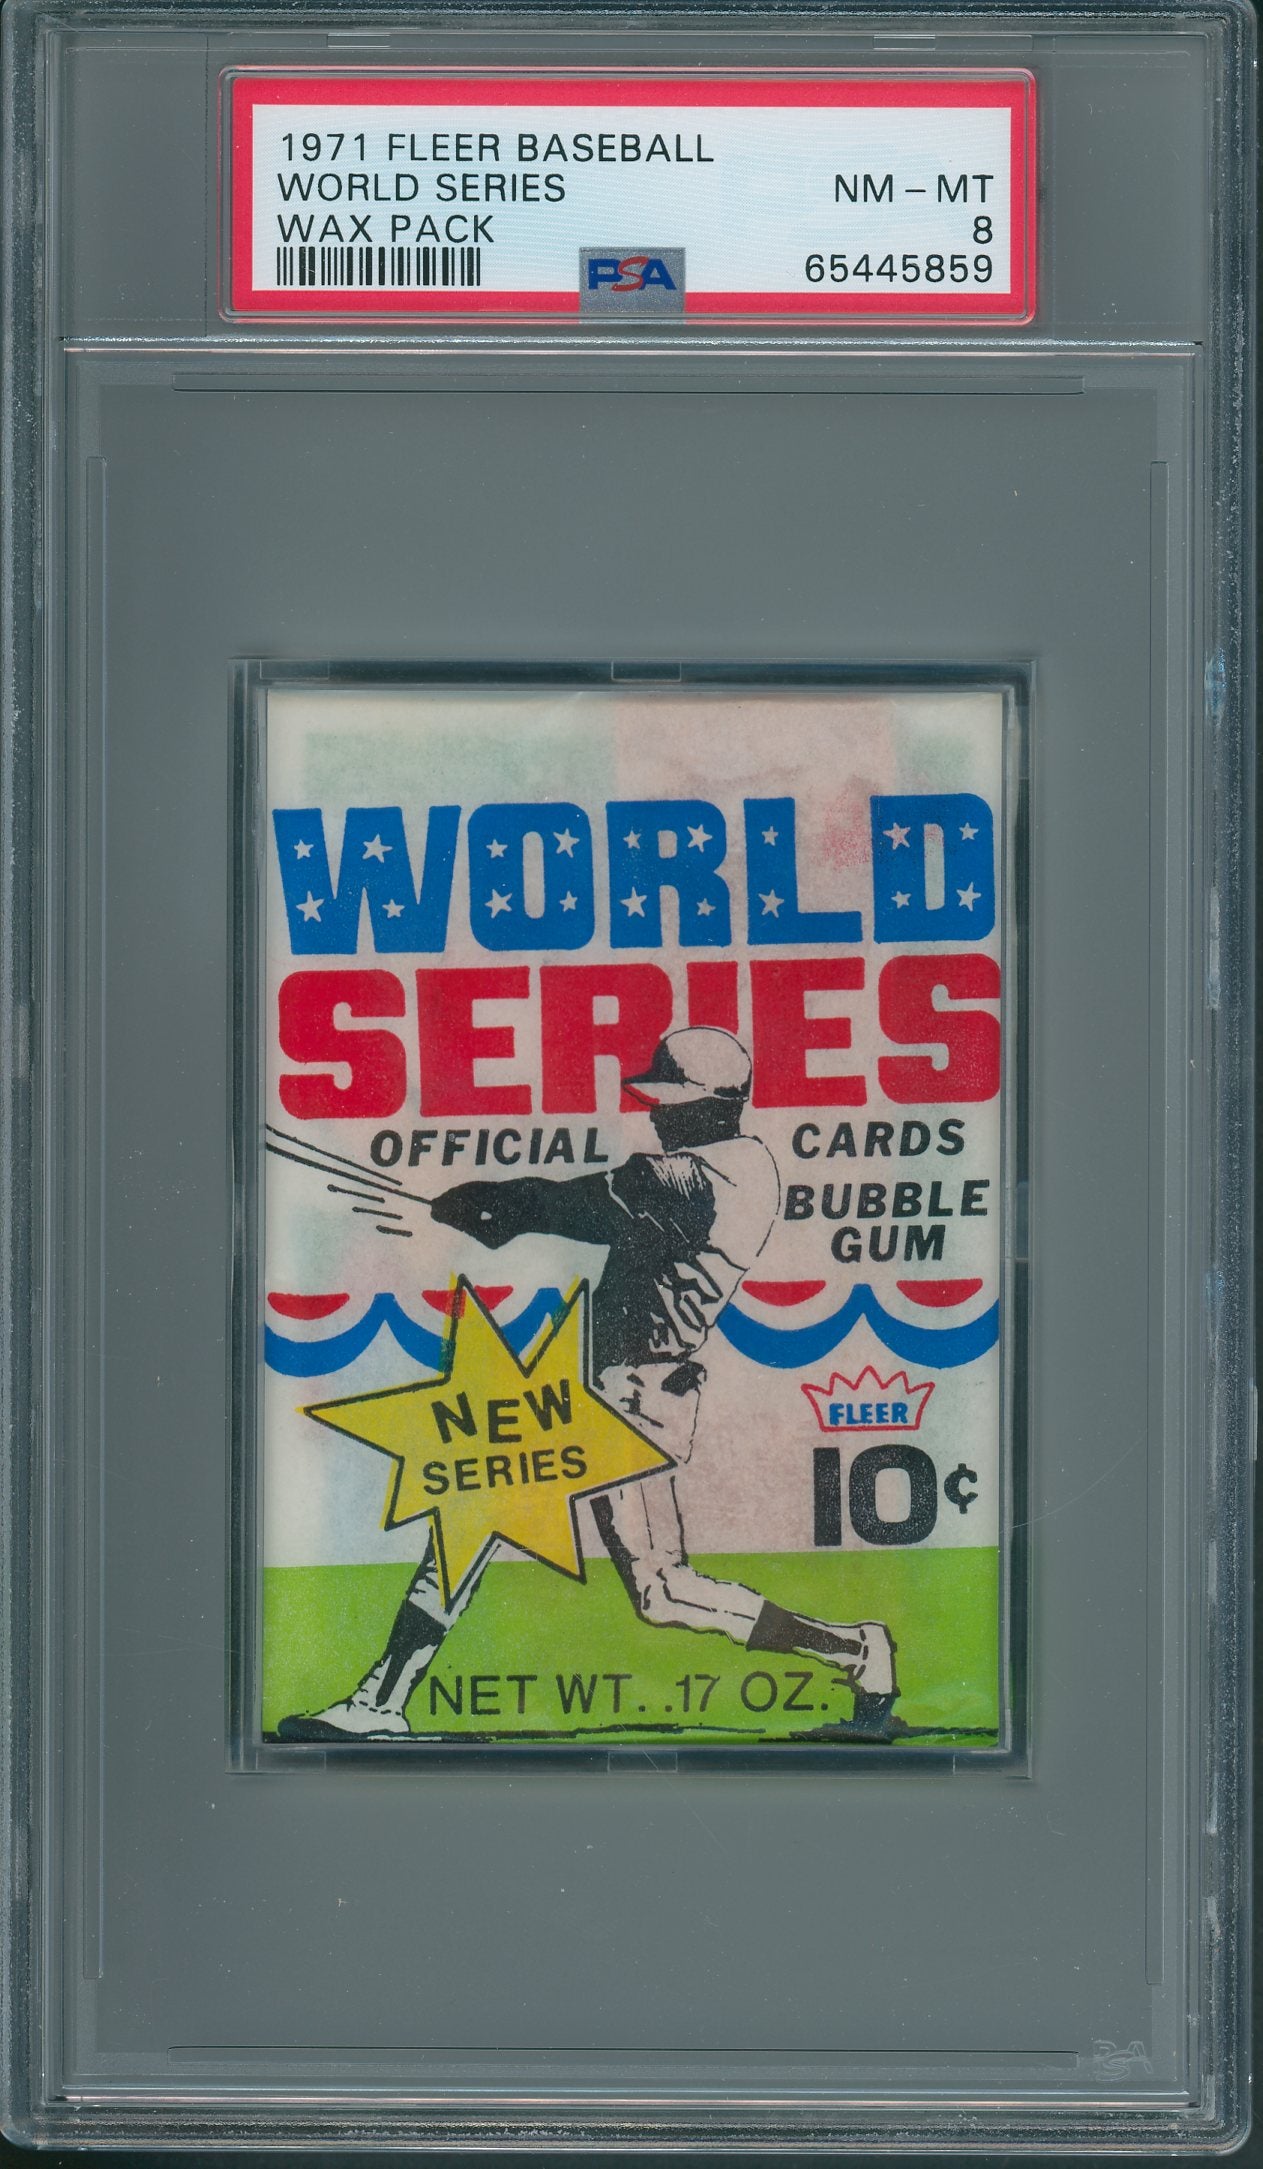 1971 FLEER BASEBALL
WORLD SERIES
WAX PACK
NM - MT
8
65445859
PSA
WORLD
SERIES
OFFICIAL CARDS
BUBBLE
GUM
NEW
SERIES
FLEER
10¢
NET WT. .17 OZ.
PSA